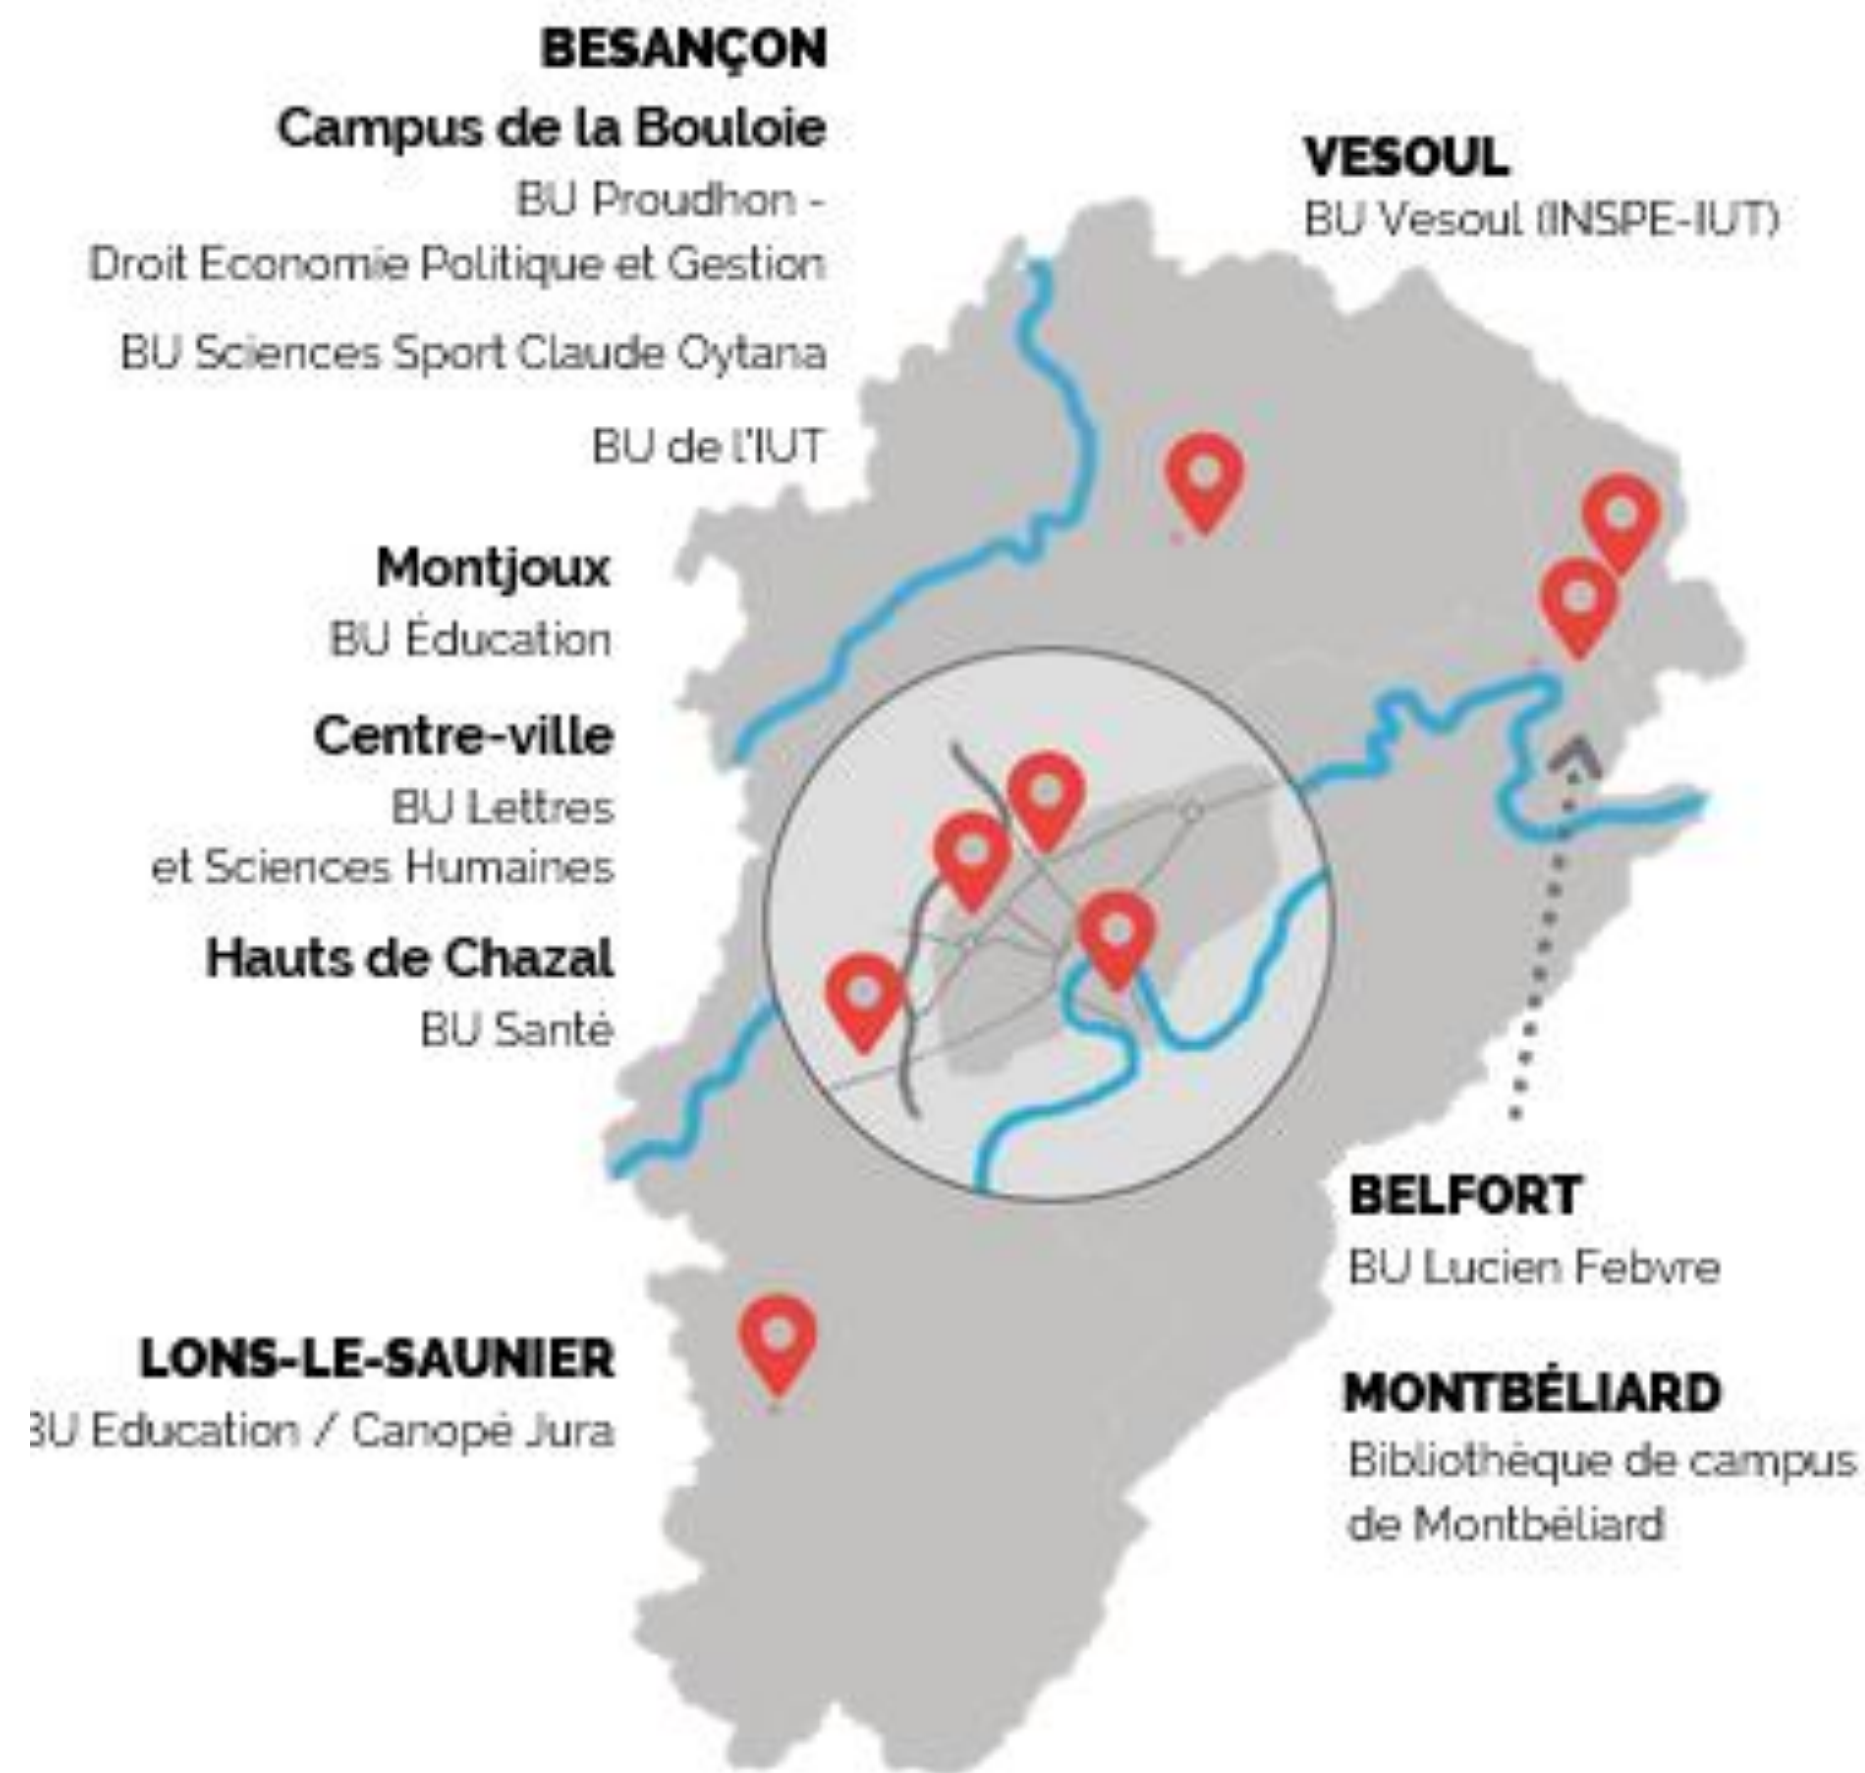 BESANÇON
Campus de la Bouloie
BU Proudhon -
Droit Economie Politique et Gestion
BU Sciences Sport Claude Oytana
BU de l'IUT
Montjoux
BU Éducation
Centre-ville
BU Lettres
et Sciences Humaines
Hauts de Chazal
BU Santé
LONS-LE-SAUNIER
BU Education / Canopé Jura
VESOUL
BU Vesoul (INSPE-IUT)
BELFORT
BU Lucien Febvre
MONTBÉLIARD
Bibliothèque de campus
de Montbéliard